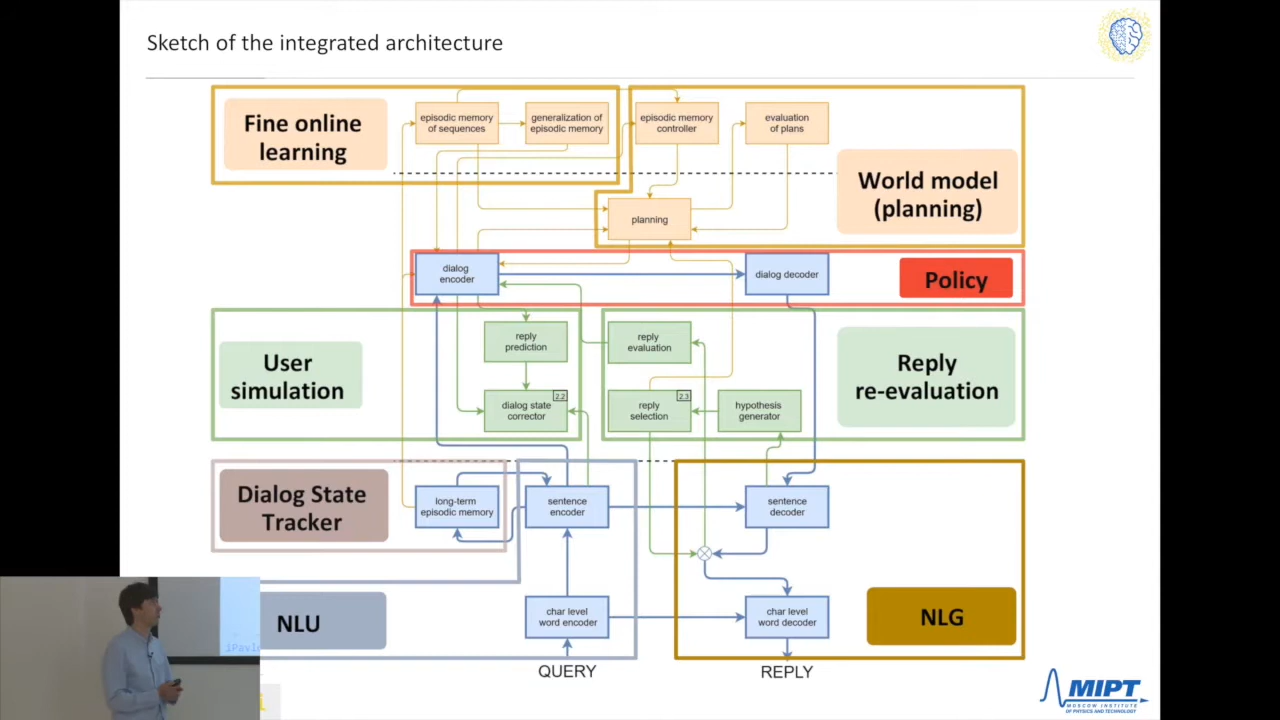 Sketch of the integrated architecture
Fine online
learning
episodic memory
of sequences
generalization of
episodic memory
episodic memory
controller
evaluation
of plans
World model
(planning)
planning
dialog
encoder
dialog decoder
Policy
User
simulation
reply
prediction
dialog state
corrector
2.2
reply
evaluation
reply
selection
2.3
hypothesis
generator
Reply
re-evaluation
Dialog State
Tracker
long-term
episodic memory
sentence
encoder
sentence
decoder
NLU
char level
word encoder
char level
word decoder
NLG
QUERY
REPLY
MIPT
MOSCOW INSTITUTE
OF PHYSICS AND TECHNOLOGY